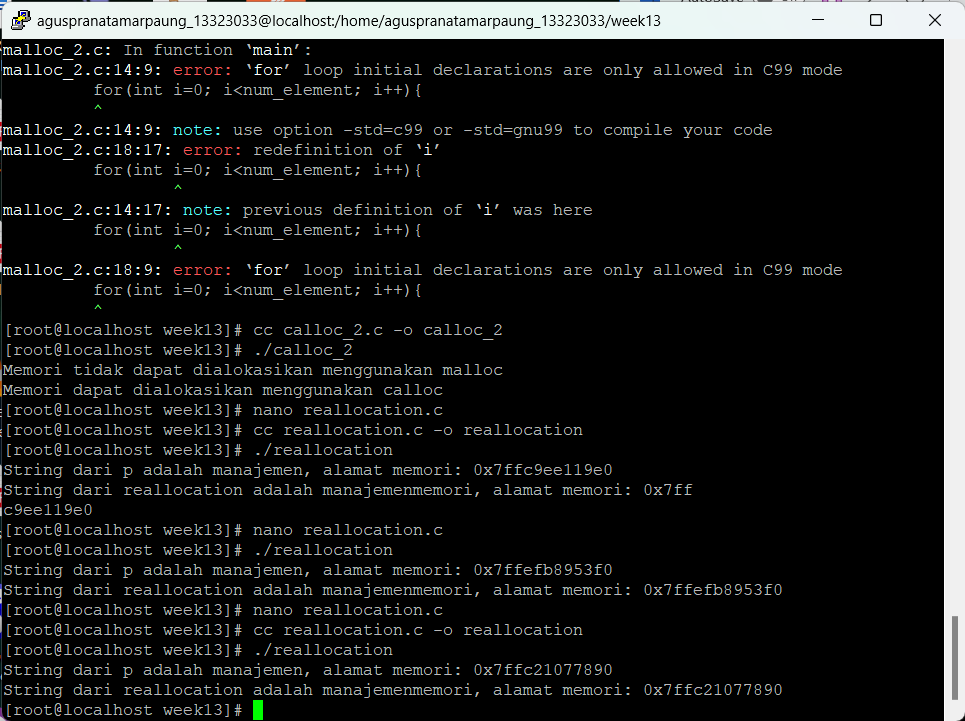 aguspranatamarpaung_13323033@localhost:/home/aguspranatamarpaung_13323033/week13
malloc_2.c: In function ‘main’:
malloc_2.c:14:9: error: ‘for’ loop initial declarations are only allowed in C99 mode
         for(int i=0; i<num_element; i++){
         ^
malloc_2.c:14:9: note: use option -std=c99 or -std=gnu99 to compile your code
malloc_2.c:18:17: error: redefinition of ‘i’
         for(int i=0; i<num_element; i++){
                 ^
malloc_2.c:14:17: note: previous definition of ‘i’ was here
         for(int i=0; i<num_element; i++){
                 ^
malloc_2.c:18:9: error: ‘for’ loop initial declarations are only allowed in C99 mode
         for(int i=0; i<num_element; i++){
         ^
[root@localhost week13]# cc calloc_2.c -o calloc_2
[root@localhost week13]# ./calloc_2
Memori tidak dapat dialokasikan menggunakan malloc
Memori dapat dialokasikan menggunakan calloc
[root@localhost week13]# nano reallocation.c
[root@localhost week13]# cc reallocation.c -o reallocation
[root@localhost week13]# ./reallocation
String dari p adalah manajemen, alamat memori: 0x7ffc9ee119e0
String dari reallocation adalah manajemenmemori, alamat memori: 0x7ff
c9ee119e0
[root@localhost week13]# nano reallocation.c
[root@localhost week13]# ./reallocation
String dari p adalah manajemen, alamat memori: 0x7ffefb8953f0
String dari reallocation adalah manajemenmemori, alamat memori: 0x7ffefb8953f0
[root@localhost week13]# nano reallocation.c
[root@localhost week13]# cc reallocation.c -o reallocation
[root@localhost week13]# ./reallocation
String dari p adalah manajemen, alamat memori: 0x7ffc21077890
String dari reallocation adalah manajemenmemori, alamat memori: 0x7ffc21077890
[root@localhost week13]#